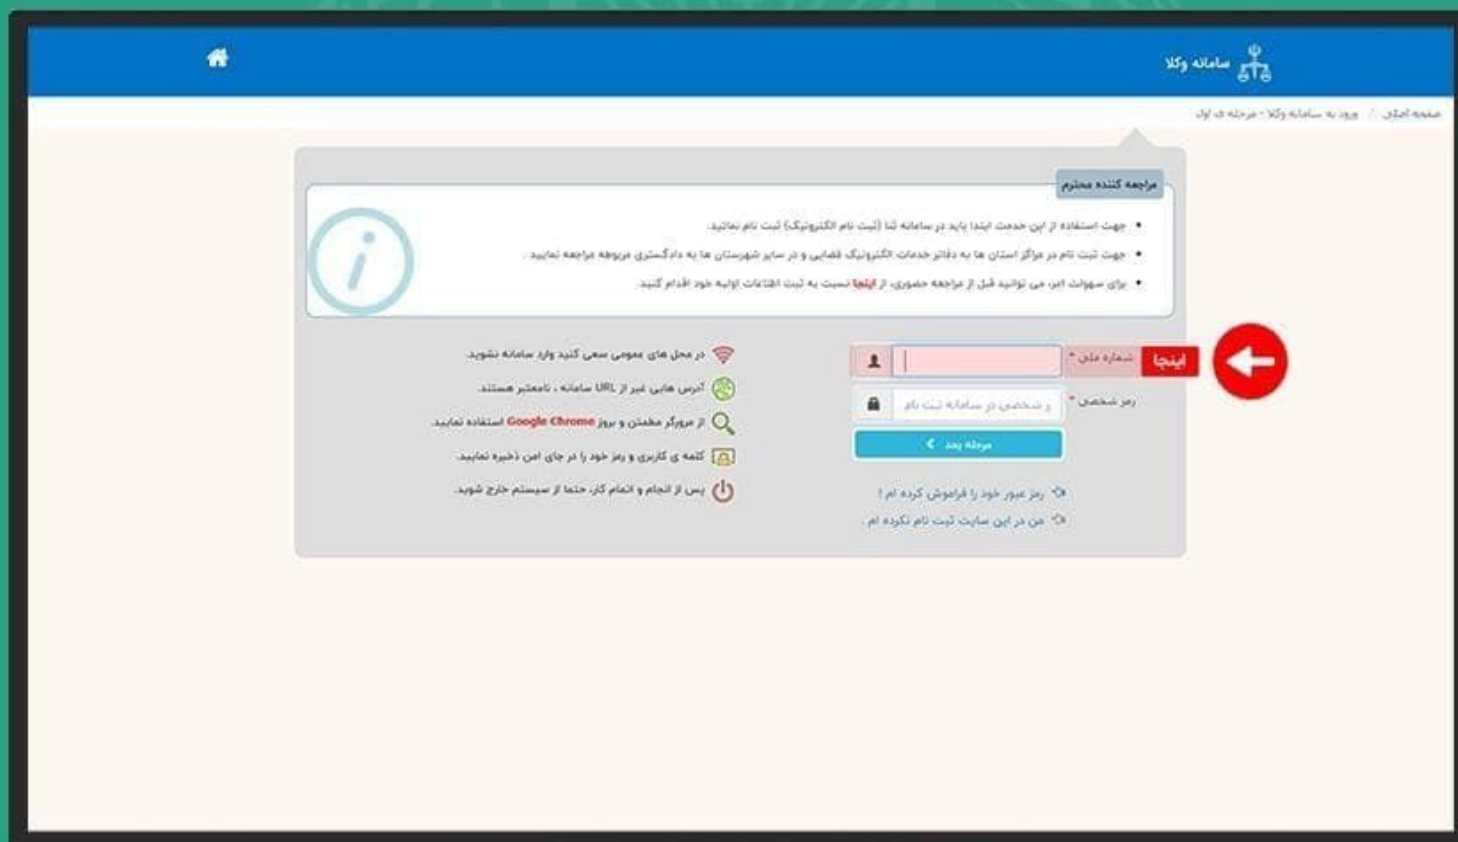 سامانه وکلا
صفحه اصلی / ورود به سامانه وکلا - مرحله ی اول
مراجعه کننده محترم
جهت استفاده از این خدمت ابتدا باید در سامانه ثنا (ثبت نام الکترونیک) ثبت نام نمائید.
جهت ثبت نام در مراکز استان ها به دفاتر خدمات الکترونیک قضایی و در سایر شهرستان ها به دادگستری مربوطه مراجعه نمایید .
برای سهولت امر، می توانید قبل از مراجعه حضوری، از اینجا نسبت به ثبت اطلاعات اولیه خود اقدام کنید.
اینجا
شماره ملی *
رمز شخصی *
ز شخصی در سامانه ثبت نام
مرحله بعد
رمز عبور خود را فراموش کرده ام !
من در این سایت ثبت نام نکرده ام .
در محل های عمومی سعی کنید وارد سامانه نشوید.
آدرس هایی غیر از URL سامانه ، نامعتبر هستند.
از مرورگر مطمئن و بروز Google Chrome استفاده نمایید.
کلمه ی کاربری و رمز خود را در جای امن ذخیره نمایید.
پس از انجام و اتمام کار، حتما از سیستم خارج شوید.